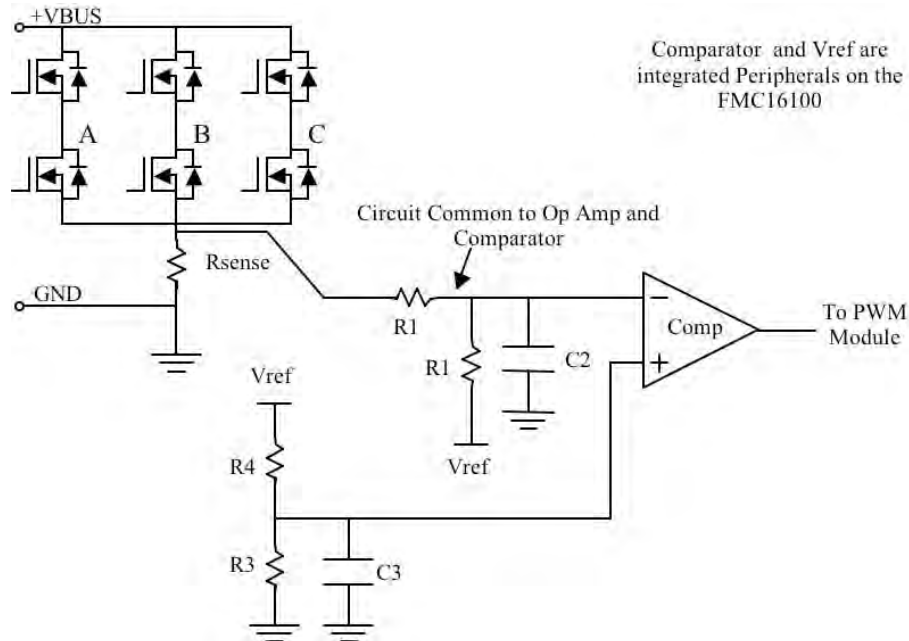 +VBUS
Comparator and Vref are
integrated Peripherals on the
FMC16100
A
B
C
Circuit Common to Op Amp and
Comparator
Rsense
GND
R1
Comp
To PWM
Module
R1
C2
Vref
Vref
R4
R3
C3